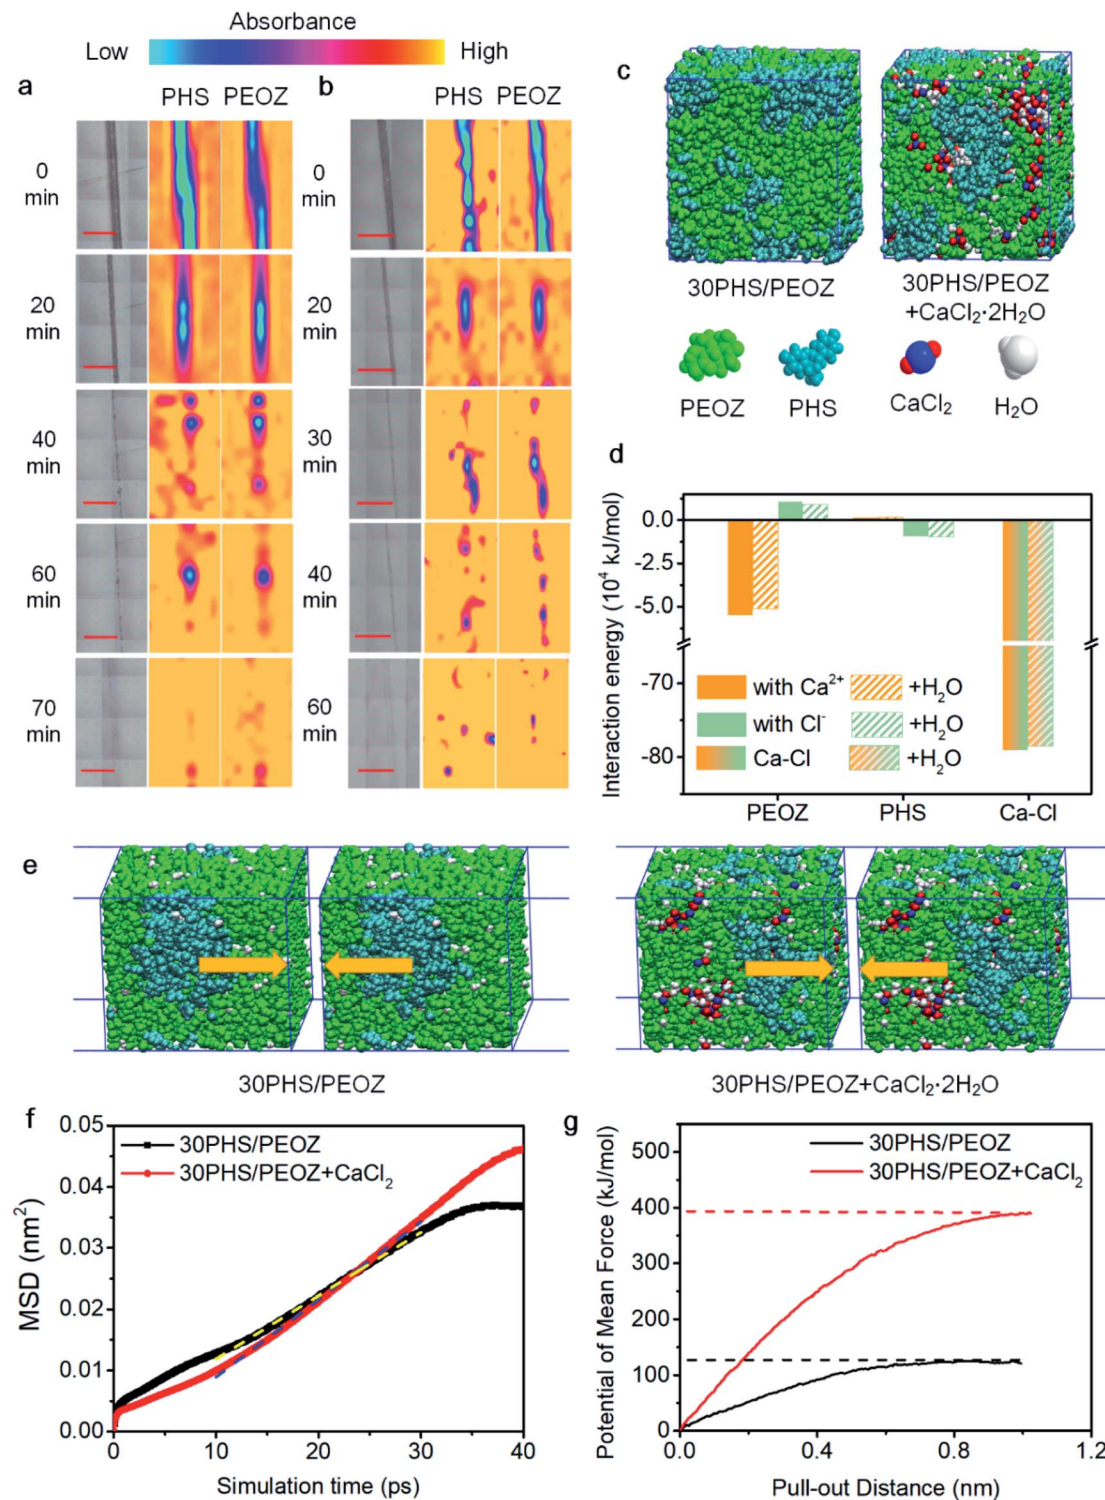 Absorbance
Low High
a PHS PEOZ
0 min
20 min
40 min
60 min
70 min
b PHS PEOZ
0 min
20 min
30 min
40 min
60 min
c
30PHS/PEOZ
30PHS/PEOZ
+CaCl₂·2H₂O
PEOZ PHS CaCl₂ H₂O
d
Interaction energy (10⁴ kJ/mol)
0.0
-2.5
-5.0
-70
-80
with Ca²⁺ +H₂O
with Cl⁻ +H₂O
Ca-Cl +H₂O
PEOZ PHS Ca-Cl
e
30PHS/PEOZ
30PHS/PEOZ+CaCl₂·2H₂O
f
MSD (nm²)
0.05
0.04
0.03
0.02
0.01
0.00
30PHS/PEOZ
30PHS/PEOZ+CaCl₂
0 10 20 30 40
Simulation time (ps)
g
Potential of Mean Force (kJ/mol)
500
400
300
200
100
0
30PHS/PEOZ
30PHS/PEOZ+CaCl₂
0.0 0.4 0.8 1.2
Pull-out Distance (nm)